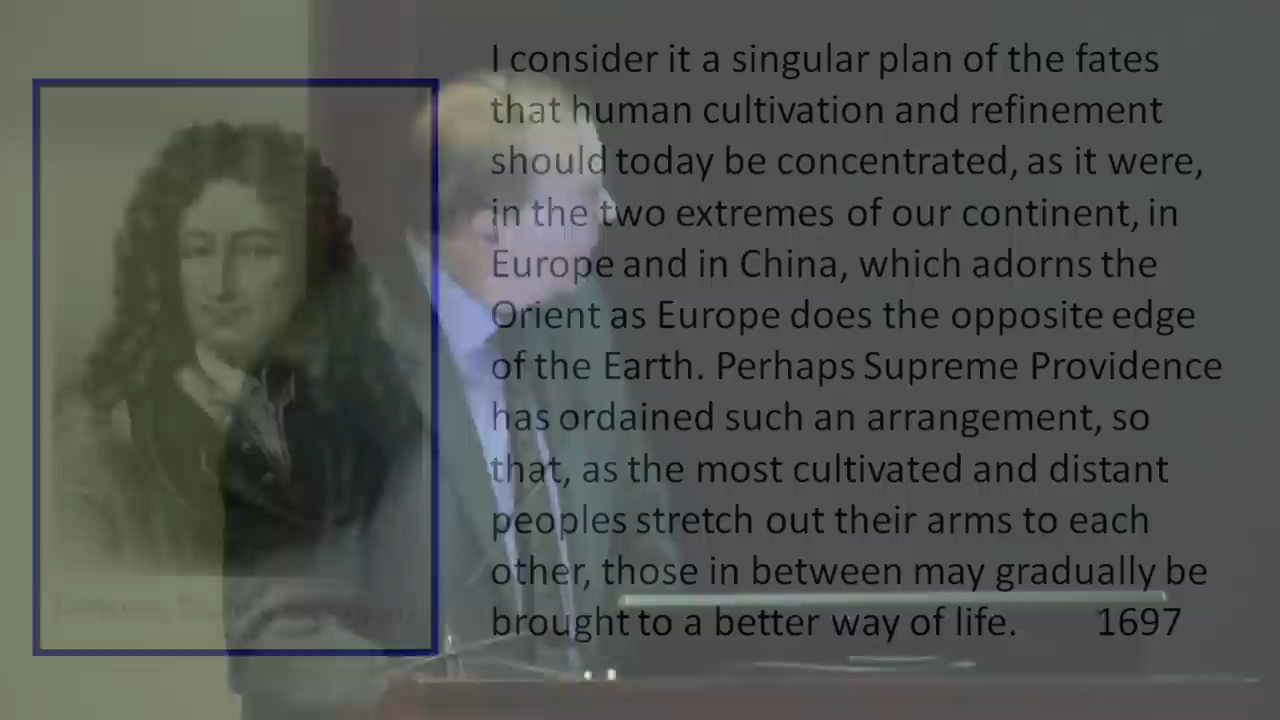 I consider it a singular plan of the fates
that human cultivation and refinement
should today be concentrated, as it were,
in the two extremes of our continent, in
Europe and in China, which adorns the
Orient as Europe does the opposite edge
of the Earth. Perhaps Supreme Providence
has ordained such an arrangement, so
that, as the most cultivated and distant
peoples stretch out their arms to each
other, those in between may gradually be
brought to a better way of life. 1697